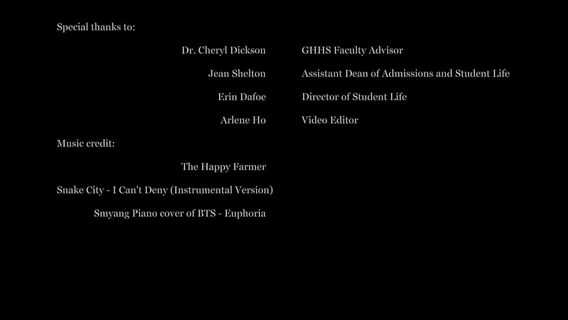 Special thanks to:
Dr. Cheryl Dickson GHHS Faculty Advisor
Jean Shelton Assistant Dean of Admissions and Student Life
Erin Dafoe Director of Student Life
Arlene Ho Video Editor
Music credit:
The Happy Farmer
Snake City - I Can't Deny (Instrumental Version)
Smyang Piano cover of BTS - Euphoria